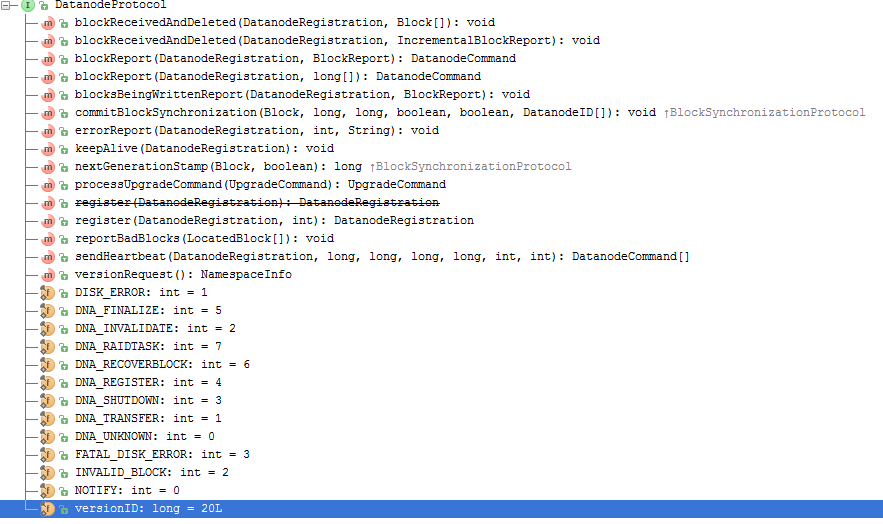 DatanodeProtocol
blockReceivedAndDeleted(DatanodeRegistration, Block[]): void
blockReceivedAndDeleted(DatanodeRegistration, IncrementalBlockReport): void
blockReport(DatanodeRegistration, BlockReport): DatanodeCommand
blockReport(DatanodeRegistration, long[]): DatanodeCommand
blocksBeingWrittenReport(DatanodeRegistration, BlockReport): void
commitBlockSynchronization(Block, long, long, boolean, boolean, DatanodeID[]): void ↑BlockSynchronizationProtocol
errorReport(DatanodeRegistration, int, String): void
keepAlive(DatanodeRegistration): void
nextGenerationStamp(Block, boolean): long ↑BlockSynchronizationProtocol
processUpgradeCommand(UpgradeCommand): UpgradeCommand
register(DatanodeRegistration): DatanodeRegistration
register(DatanodeRegistration, int): DatanodeRegistration
reportBadBlocks(LocatedBlock[]): void
sendHeartbeat(DatanodeRegistration, long, long, long, long, int, int): DatanodeCommand[]
versionRequest(): NamespaceInfo
DISK_ERROR: int = 1
DNA_FINALIZE: int = 5
DNA_INVALIDATE: int = 2
DNA_RAIDTASK: int = 7
DNA_RECOVERBLOCK: int = 6
DNA_REGISTER: int = 4
DNA_SHUTDOWN: int = 3
DNA_TRANSFER: int = 1
DNA_UNKNOWN: int = 0
FATAL_DISK_ERROR: int = 3
INVALID_BLOCK: int = 2
NOTIFY: int = 0
versionID: long = 20L